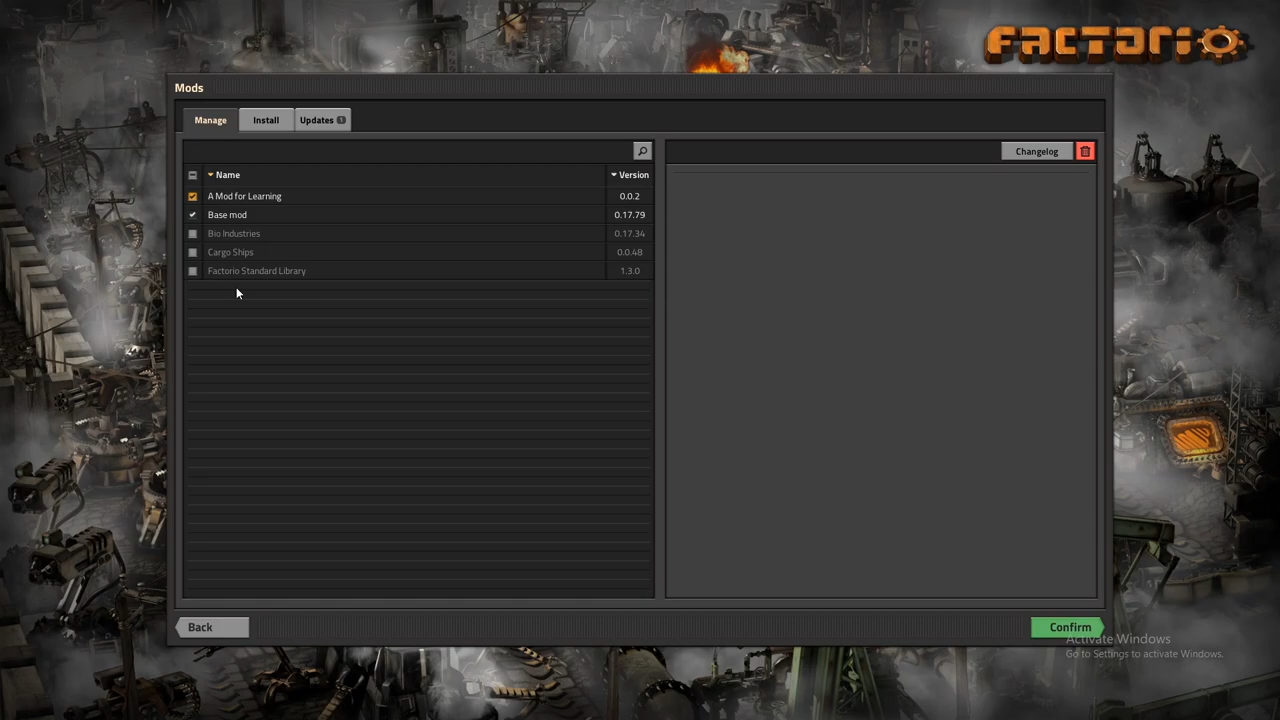 FACTORIO
Mods
Manage Install Updates 1
Changelog
Name Version
A Mod for Learning 0.0.2
Base mod 0.17.79
Bio Industries 0.17.34
Cargo Ships 0.0.48
Factorio Standard Library 1.3.0
Back Confirm
Activate Windows
Go to Settings to activate Windows.